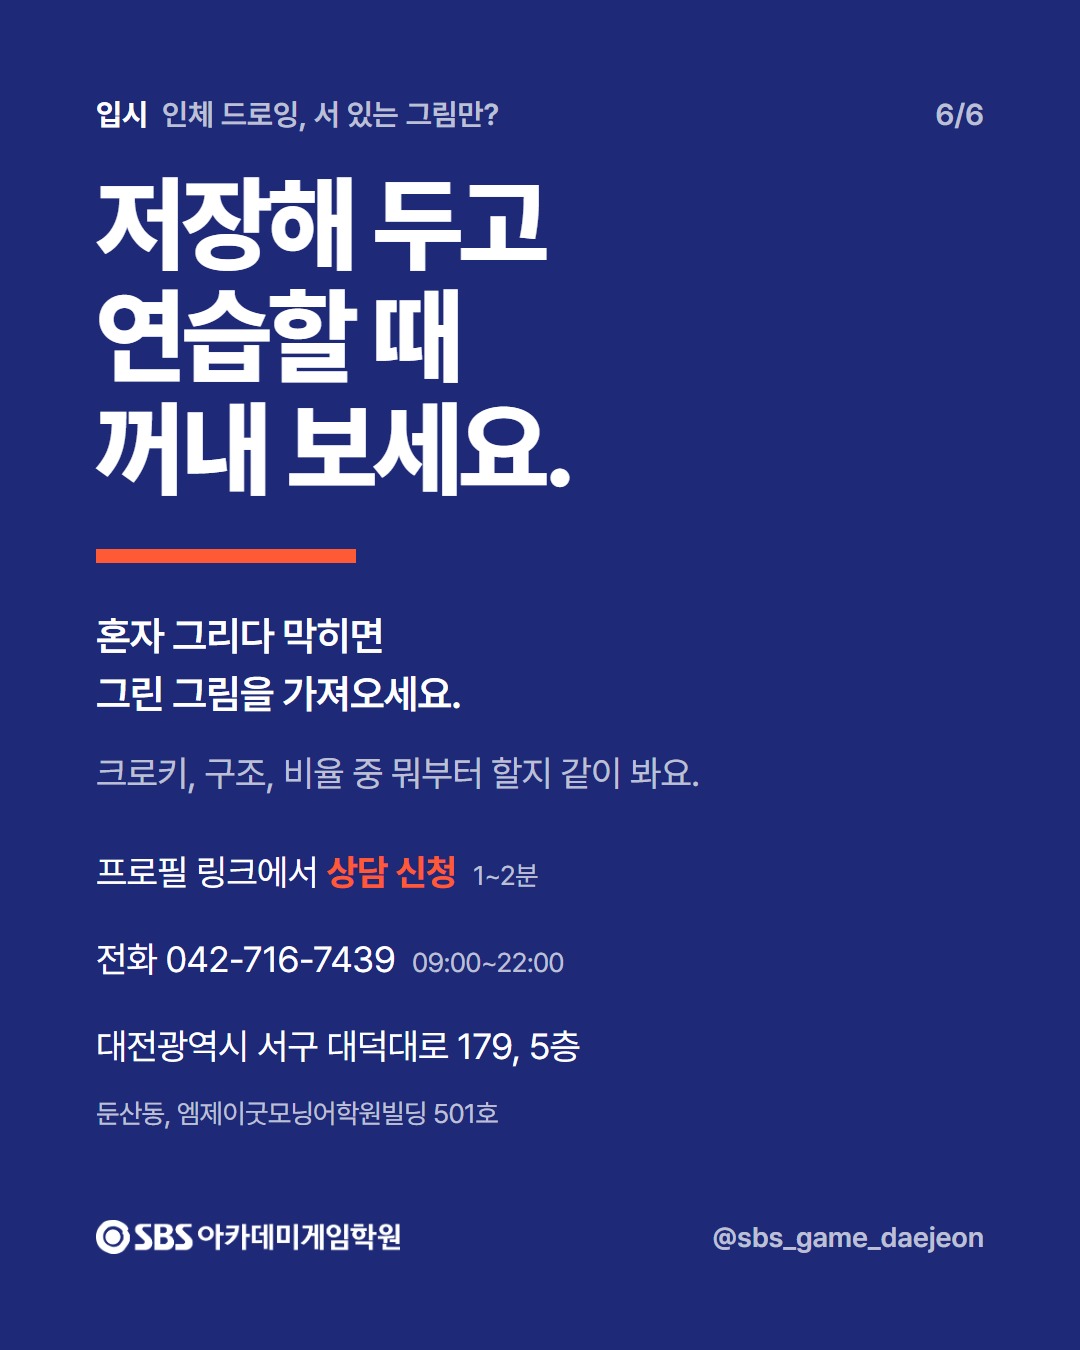 입시 인체 드로잉, 서 있는 그림만?
6/6
저장해 두고
연습할 때
꺼내 보세요.
혼자 그리다 막히면
그린 그림을 가져오세요.
크로키, 구조, 비율 중 뭐부터 할지 같이 봐요.
프로필 링크에서 상담 신청 1~2분
전화 042-716-7439 09:00~22:00
대전광역시 서구 대덕대로 179, 5층
둔산동, 엠제이굿모닝어학원빌딩 501호
SBS 아카데미게임학원
@sbs_game_daejeon